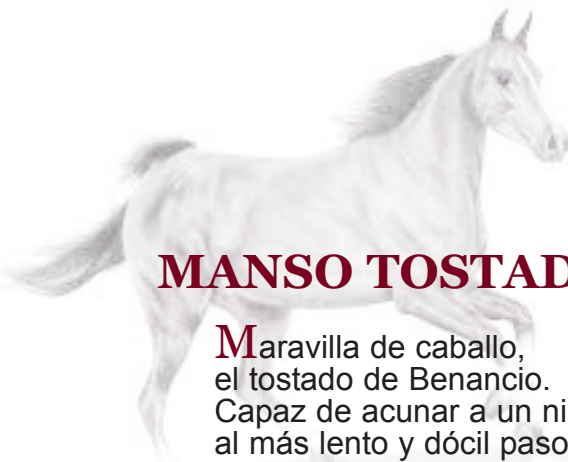 MANSO TOSTAD
Maravilla de caballo,
el tostado de Benancio.
Capaz de acunar a un ni
al más lento y dócil paso